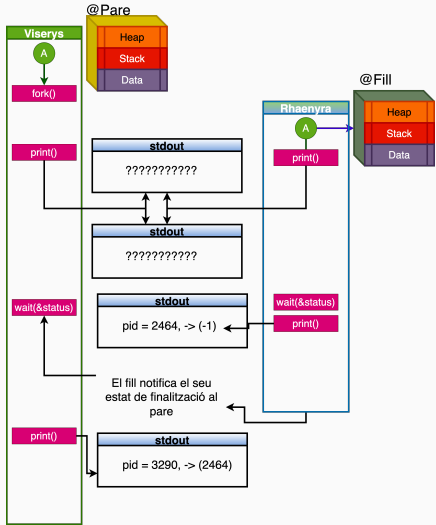 @Pare
Viserys
A
Heap
Stack
Data
fork()
@Fill
Rhaenyra
A
Heap
Stack
Data
print()
stdout
???????????
print()
stdout
???????????
wait(&status)
stdout
pid = 2464, -> (-1)
wait(&status)
print()
El fill notifica el seu
estat de finalització al
pare
print()
stdout
pid = 3290, -> (2464)